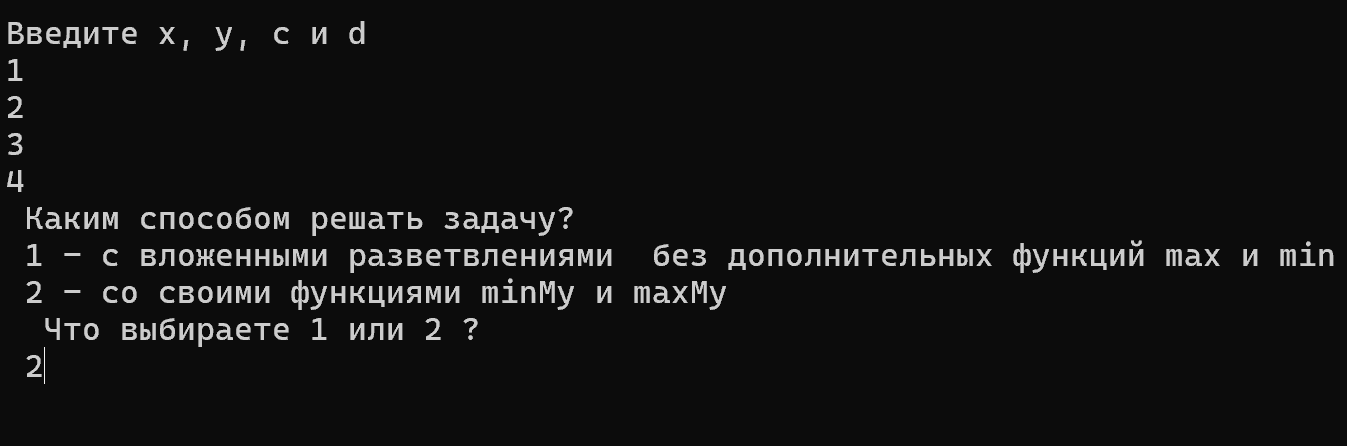 Введите x, y, c и d
1
2
3
4
Каким способом решать задачу?
1 – с вложенными разветвлениями  без дополнительных функций max и min
2 – со своими функциями minMy и maxMy
Что выбираете 1 или 2 ?
2